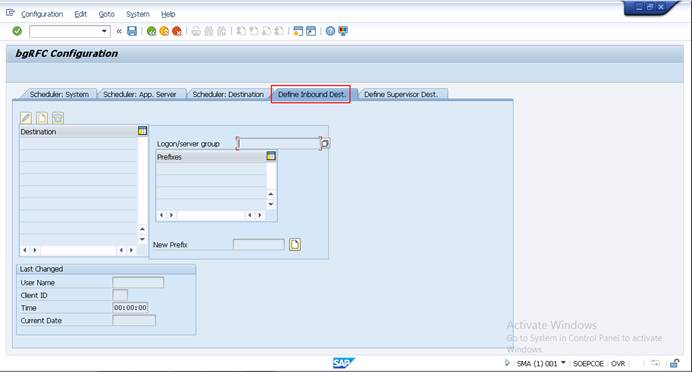 Configuration Edit Goto System Help
bgRFC Configuration
Scheduler: System Scheduler: App. Server Scheduler: Destination Define Inbound Dest. Define Supervisor Dest.
Destination
Logon/server group
Prefixes
New Prefix
Last Changed
User Name
Client ID
Time 00:00:00
Current Date
Activate Windows
Go to System in Control Panel to activate
Windows.
SAP
SMA (1) 001 SOEPCOE OVR